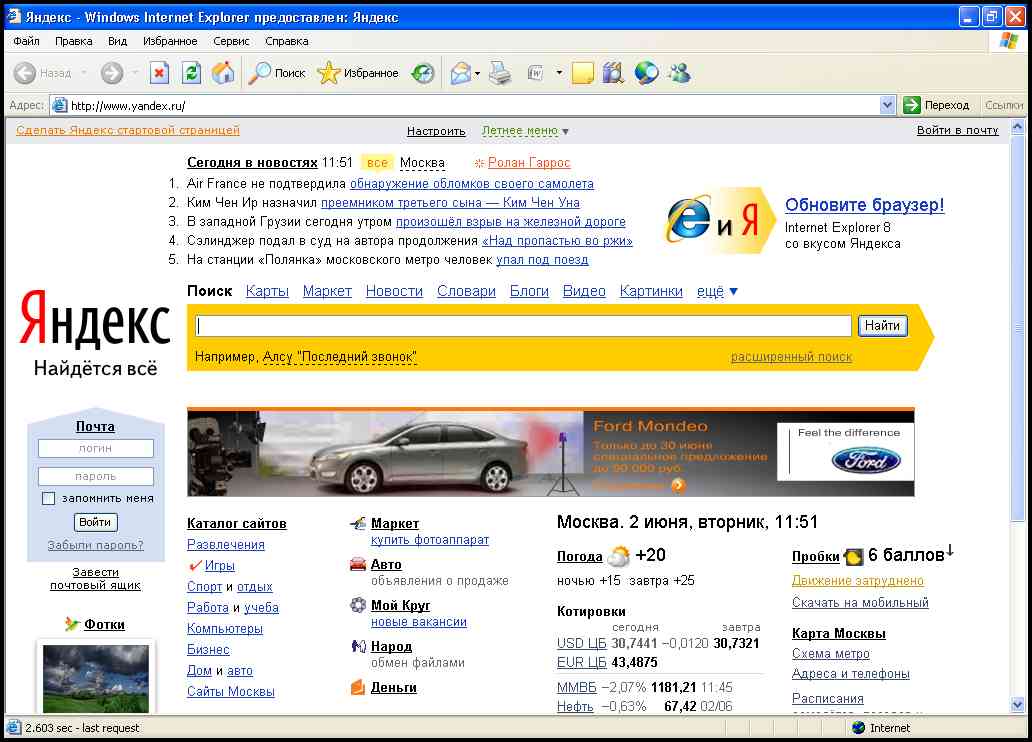 Яндекс - Windows Internet Explorer предоставлен: Яндекс
Файл Правка Вид Избранное Сервис Справка
Назад Поиск Избранное
Адрес: http://www.yandex.ru/ Переход Ссылки
Сделать Яндекс стартовой страницей Настроить Летнее меню Войти в почту
Сегодня в новостях 11:51 все Москва Ролан Гаррос
1. Air France не подтвердила обнаружение обломков своего самолета
2. Ким Чен Ир назначил преемником третьего сына — Ким Чен Уна
3. В западной Грузии сегодня утром произошёл взрыв на железной дороге
4. Сэлинджер подал в суд на автора продолжения «Над пропастью во ржи»
5. На станции «Полянка» московского метро человек упал под поезд
и Я
Обновите браузер!
Internet Explorer 8
со вкусом Яндекса
Яндекс
Найдётся всё
Поиск Карты Маркет Новости Словари Блоги Видео Картинки ещё
Найти
Например, Алсу "Последний звонок" расширенный поиск
Почта
логин
пароль
запомнить меня
Войти
Забыли пароль?
Завести
почтовый ящик
Фотки
Ford Mondeo
Только до 30 июня
специальное предложение
до 90 000 руб.
Feel the difference
Ford
Каталог сайтов
Развлечения
Игры
Спорт и отдых
Работа и учеба
Компьютеры
Бизнес
Дом и авто
Сайты Москвы
Маркет
купить фотоаппарат
Авто
объявления о продаже
Мой Круг
новые вакансии
Народ
обмен файлами
Деньги
Москва. 2 июня, вторник, 11:51
Погода +20
ночью +15 завтра +25
Котировки
сегодня завтра
USD ЦБ 30,7441 −0,0120 30,7321
EUR ЦБ 43,4875
ММВБ −2,07% 1181,21 11:45
Нефть −0,63% 67,42 02/06
Пробки 6 баллов↓
Движение затруднено
Скачать на мобильный
Карта Москвы
Схема метро
Адреса и телефоны
Расписания
2.603 sec - last request Internet